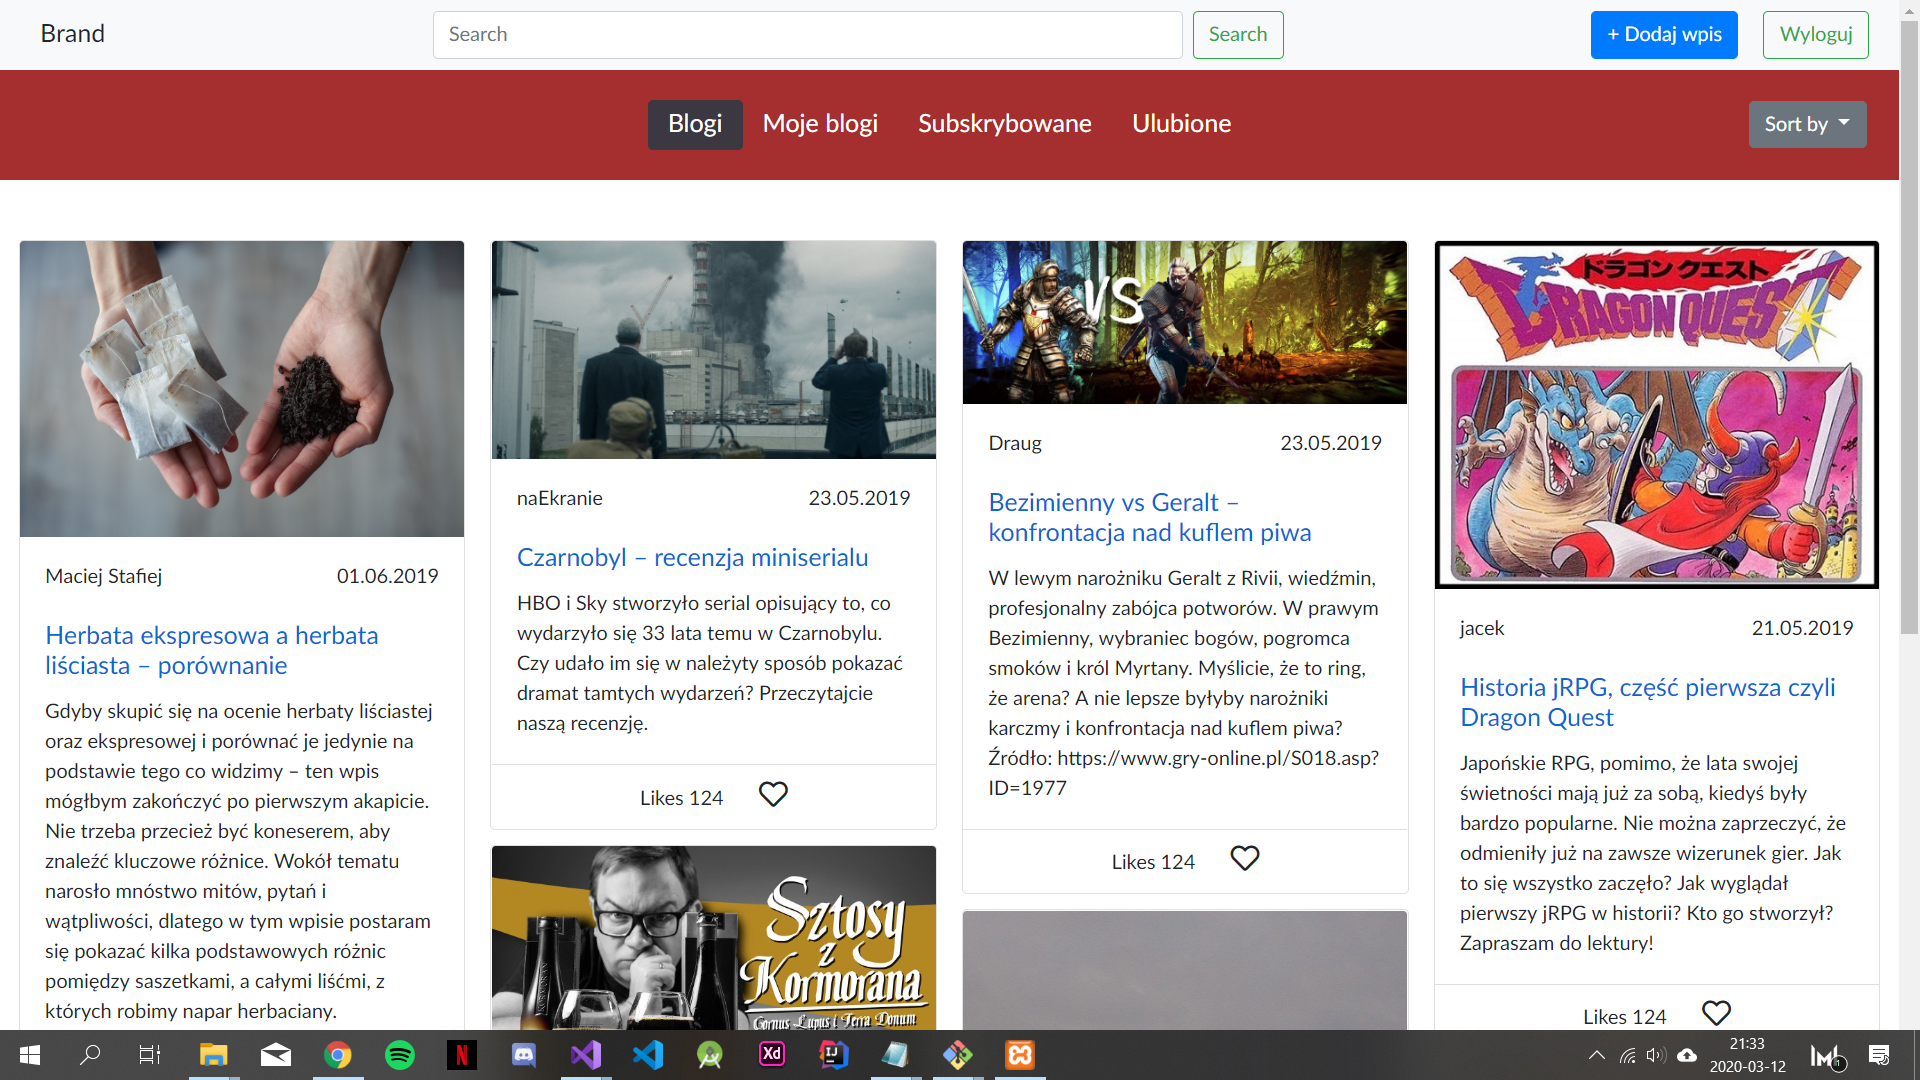 Brand
Search
Search
+ Dodaj wpis
Wyloguj
Blogi
Moje blogi
Subskrybowane
Ulubione
Sort by
Maciej Stafiej
01.06.2019
Herbata ekspresowa a herbata
liściasta – porównanie
Gdyby skupić się na ocenie herbaty liściastej
oraz ekspresowej i porównać je jedynie na
podstawie tego co widzimy – ten wpis
mógłbym zakończyć po pierwszym akapicie.
Nie trzeba przecież być koneserem, aby
znaleźć kluczowe różnice. Wokół tematu
narosło mnóstwo mitów, pytań i
wątpliwości, dlatego w tym wpisie postaram
się pokazać kilka podstawowych różnic
pomiędzy saszetkami, a całymi liśćmi, z
których robimy napar herbaciany.
naEkranie
23.05.2019
Czarnobyl – recenzja miniserialu
HBO i Sky stworzyło serial opisujący to, co
wydarzyło się 33 lata temu w Czarnobylu.
Czy udało im się w należyty sposób pokazać
dramat tamtych wydarzeń? Przeczytajcie
naszą recenzję.
Likes 124
Sztosy
z
Kormorana
Cornus Lupus i Terra Donum
VS
Draug
23.05.2019
Bezimienny vs Geralt –
konfrontacja nad kuflem piwa
W lewym narożniku Geralt z Rivii, wiedźmin,
profesjonalny zabójca potworów. W prawym
Bezimienny, wybraniec bogów, pogromca
smoków i król Myrtany. Myślicie, że to ring,
że arena? A nie lepsze byłyby narożniki
karczmy i konfrontacja nad kuflem piwa?
Źródło: https://www.gry-online.pl/S018.asp?
ID=1977
Likes 124
ドラゴンクエスト
DRAGON QUEST
jacek
21.05.2019
Historia jRPG, część pierwsza czyli
Dragon Quest
Japońskie RPG, pomimo, że lata swojej
świetności mają już za sobą, kiedyś były
bardzo popularne. Nie można zaprzeczyć, że
odmieniły już na zawsze wizerunek gier. Jak
to się wszystko zaczęło? Jak wyglądał
pierwszy jRPG w historii? Kto go stworzył?
Zapraszam do lektury!
Likes 124
N
Xd
IJ
21:33
2020-03-12
1